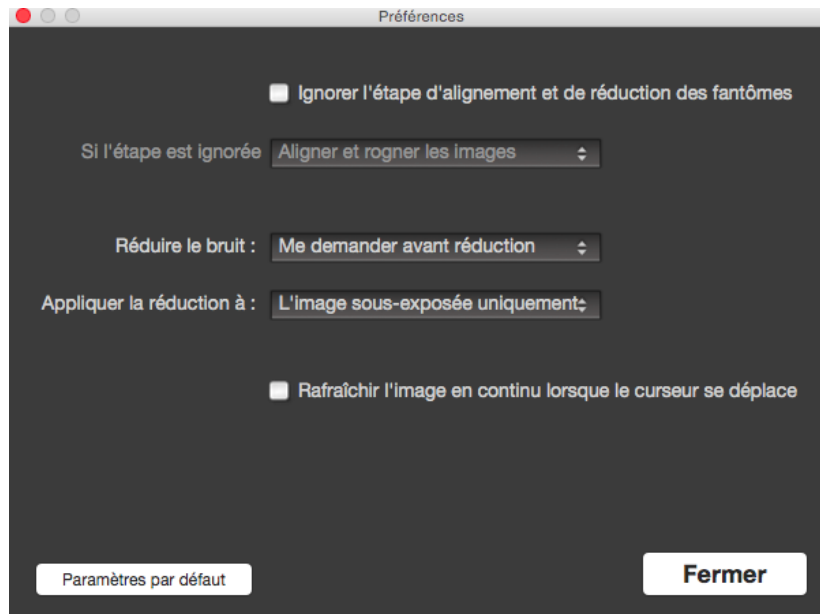 Préférences
Ignorer l'étape d'alignement et de réduction des fantômes
Si l'étape est ignorée Aligner et rogner les images
Réduire le bruit : Me demander avant réduction
Appliquer la réduction à : L'image sous-exposée uniquement
Rafraîchir l'image en continu lorsque le curseur se déplace
Paramètres par défaut Fermer